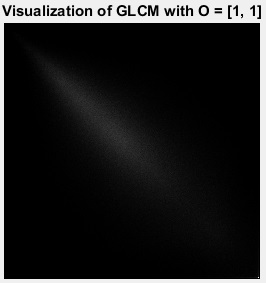 Visualization of GLCM with O = [1, 1]